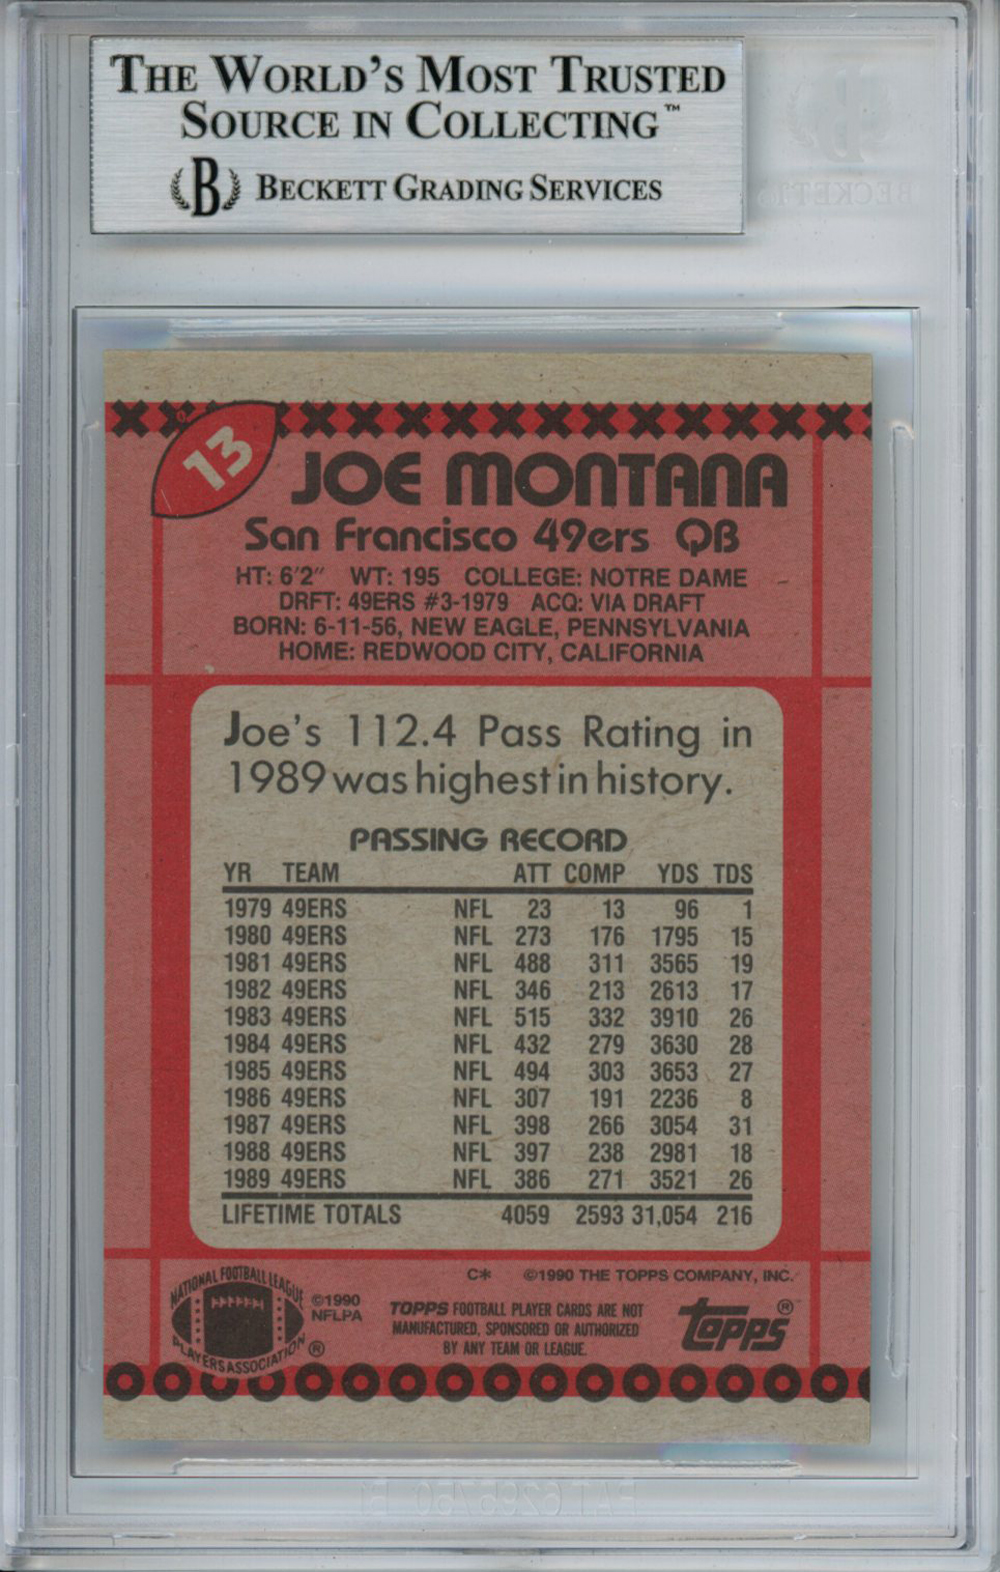 THE WORLD'S MOST TRUSTED
SOURCE IN COLLECTING™
B BECKETT GRADING SERVICES
13
JOE MONTANA
San Francisco 49ers QB
HT: 6'2" WT: 195 COLLEGE: NOTRE DAME
DRFT: 49ERS #3-1979 ACQ: VIA DRAFT
BORN: 6-11-56, NEW EAGLE, PENNSYLVANIA
HOME: REDWOOD CITY, CALIFORNIA
Joe's 112.4 Pass Rating in
1989 was highest in history.
PASSING RECORD
YR TEAM ATT COMP YDS TDS
1979 49ERS NFL 23 13 96 1
1980 49ERS NFL 273 176 1795 15
1981 49ERS NFL 488 311 3565 19
1982 49ERS NFL 346 213 2613 17
1983 49ERS NFL 515 332 3910 26
1984 49ERS NFL 432 279 3630 28
1985 49ERS NFL 494 303 3653 27
1986 49ERS NFL 307 191 2236 8
1987 49ERS NFL 398 266 3054 31
1988 49ERS NFL 397 238 2981 18
1989 49ERS NFL 386 271 3521 26
LIFETIME TOTALS 4059 2593 31,054 216
NATIONAL FOOTBALL LEAGUE
PLAYERS ASSOCIATION ®
©1990
NFLPA
C* ©1990 THE TOPPS COMPANY, INC.
TOPPS FOOTBALL PLAYER CARDS ARE NOT
MANUFACTURED, SPONSORED OR AUTHORIZED
BY ANY TEAM OR LEAGUE.
topps®